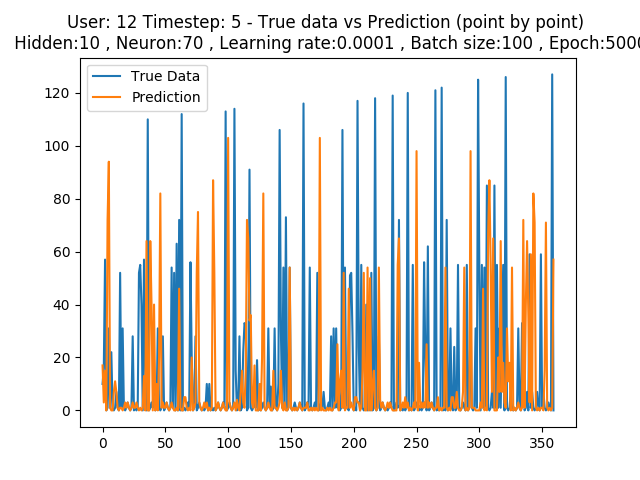 User: 12 Timestep: 5 - True data vs Prediction (point by point)
Hidden:10 , Neuron:70 , Learning rate:0.0001 , Batch size:100 , Epoch:5000
True Data
Prediction
120
100
80
60
40
20
0
0 50 100 150 200 250 300 350